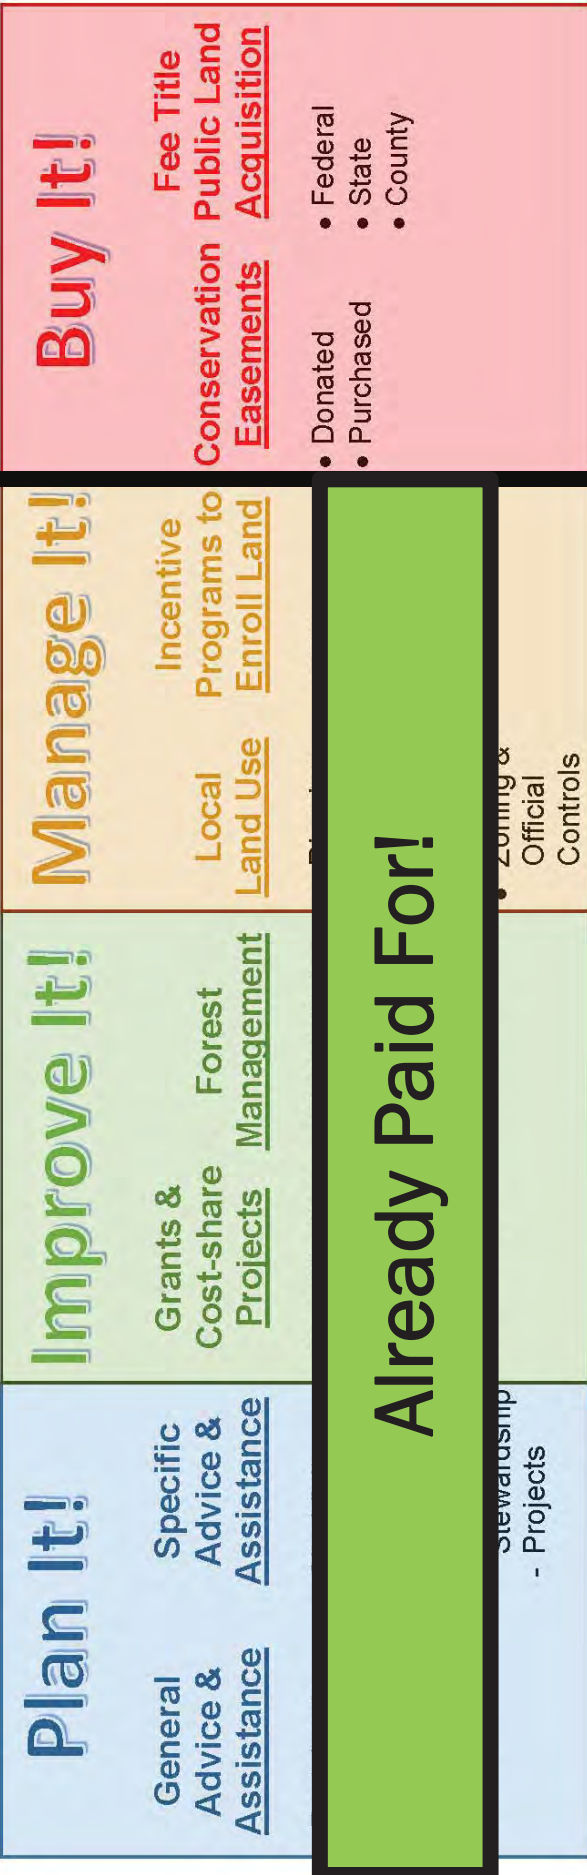 Plan It!
General
Advice &
Assistance
Specific
Advice &
Assistance
Stewardship
- Projects
Improve It!
Grants &
Cost-share
Projects
Forest
Management
Manage It!
Local
Land Use
• Zoning &
Official
Controls
Incentive
Programs to
Enroll Land
Already Paid For!
Buy It!
Conservation
Easements
• Donated
• Purchased
Fee Title
Public Land
Acquisition
• Federal
• State
• County